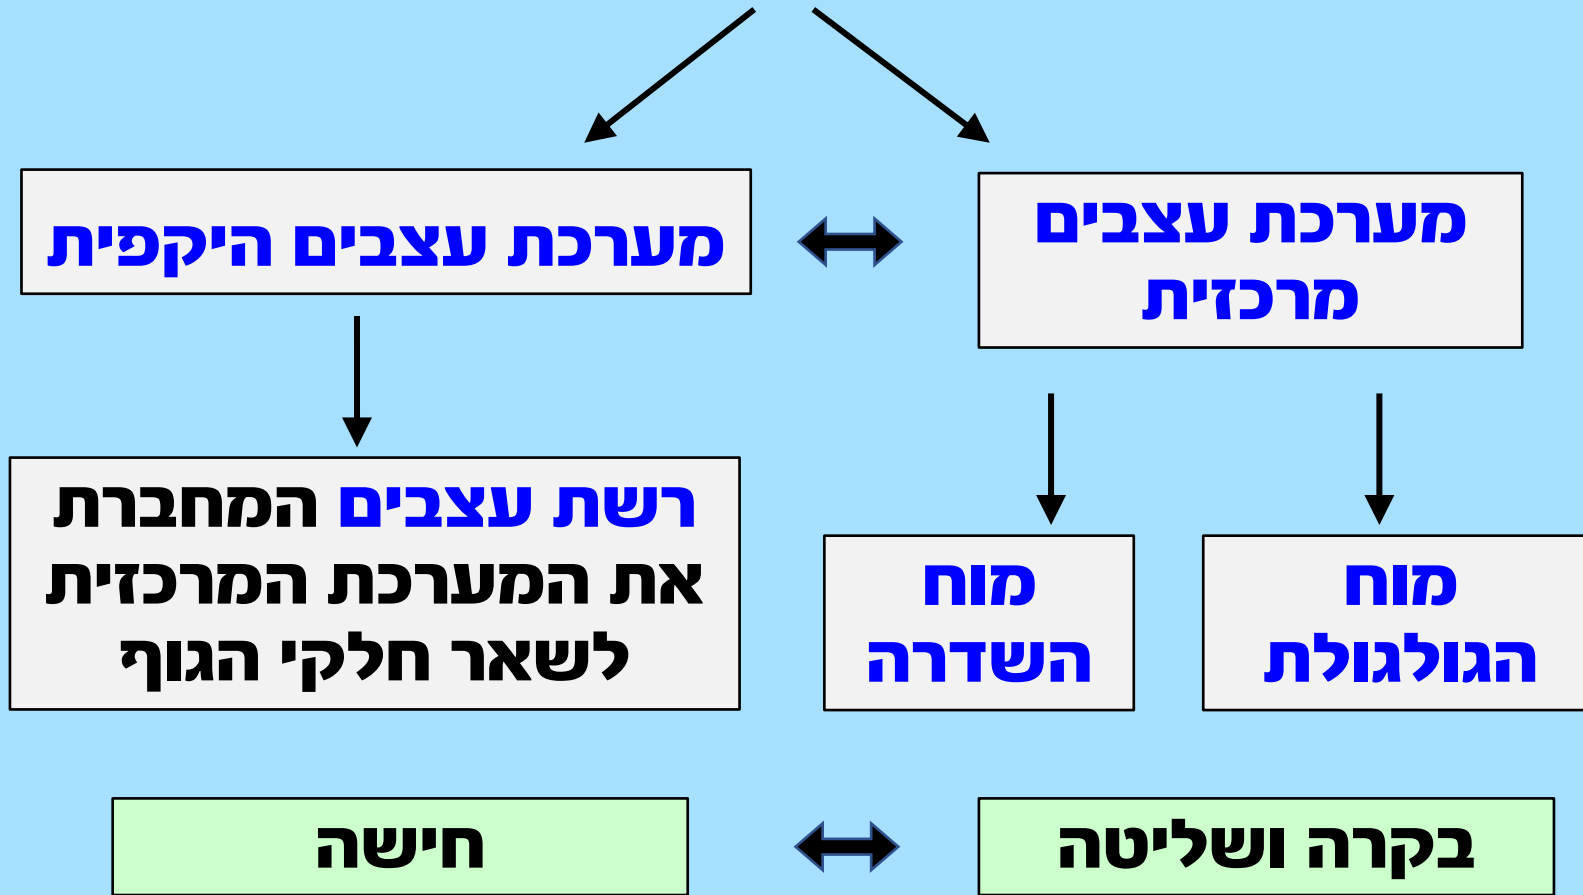 מערכת עצבים
מרכזית
מערכת עצבים היקפית
מוח
הגולגולת
מוח
השדרה
רשת עצבים המחברת
את המערכת המרכזית
לשאר חלקי הגוף
בקרה ושליטה
חישה